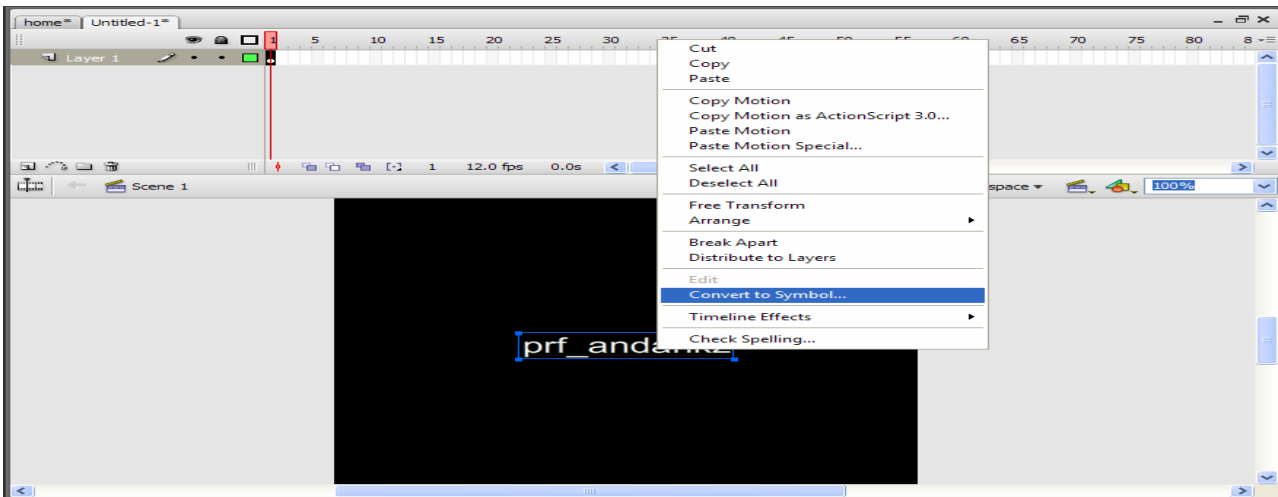 home* Untitled-1*
1 5 10 15 20 25 30 65 70 75 80 8
Layer 1
1 12.0 fps 0.0s
Scene 1
space 100%
Cut
Copy
Paste
Copy Motion
Copy Motion as ActionScript 3.0...
Paste Motion
Paste Motion Special...
Select All
Deselect All
Free Transform
Arrange
Break Apart
Distribute to Layers
Edit
Convert to Symbol...
Timeline Effects
Check Spelling...